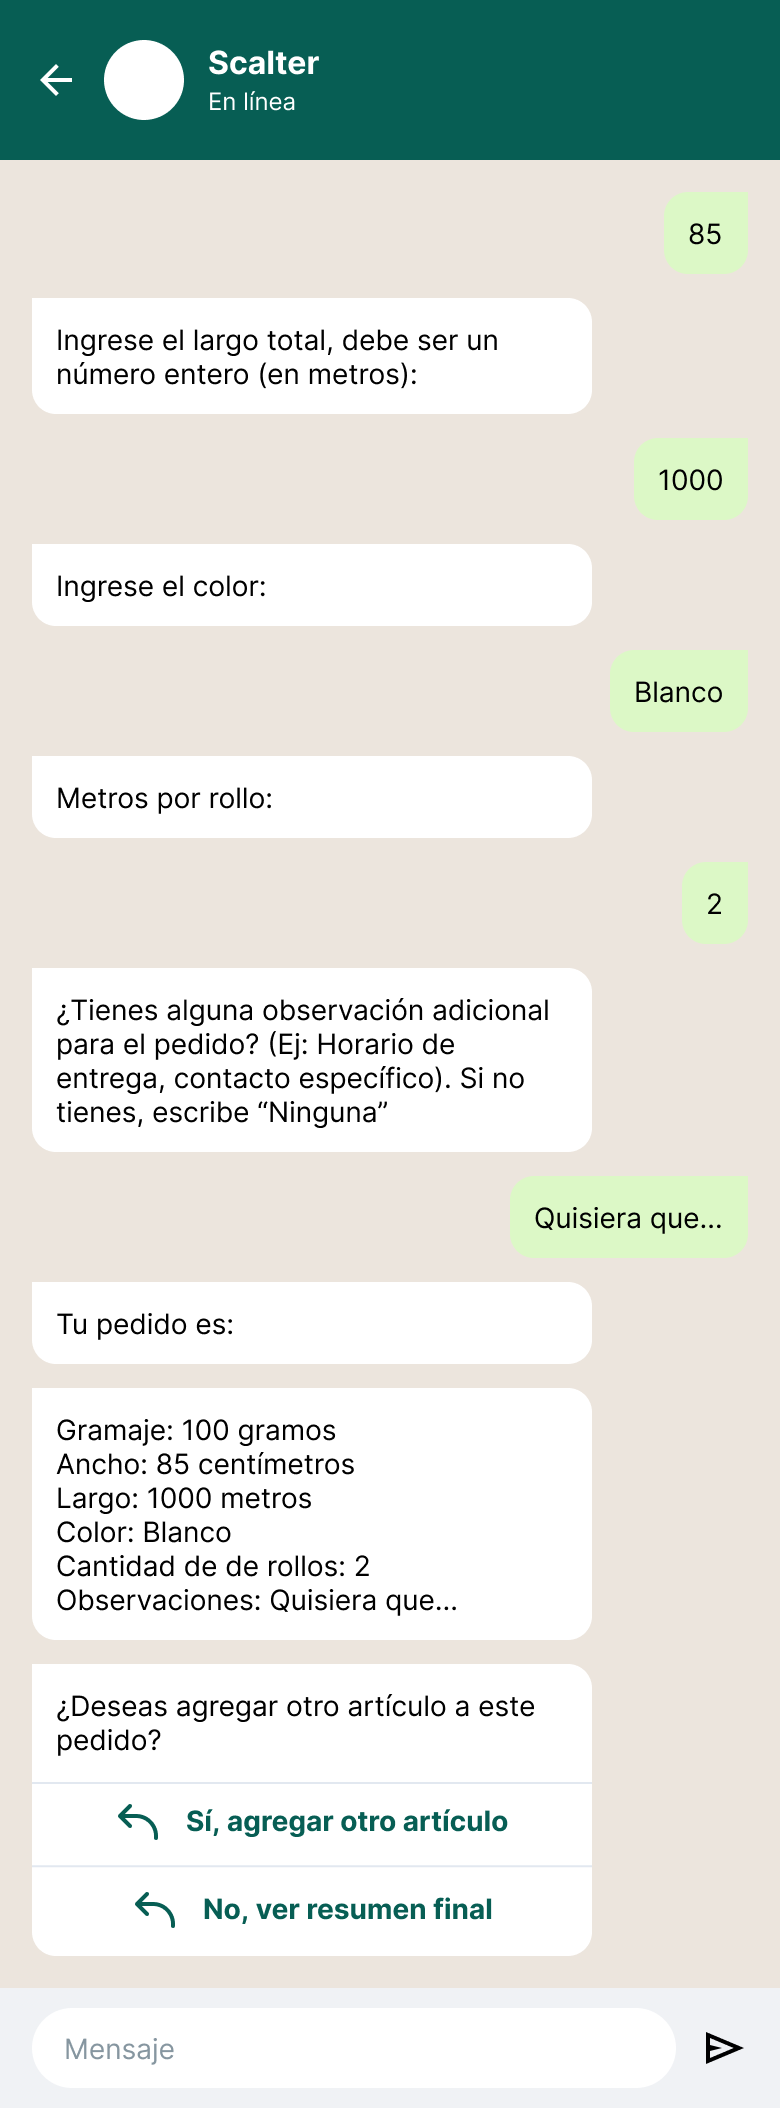 Scalter
En línea
85
Ingrese el largo total, debe ser un
número entero (en metros):
1000
Ingrese el color:
Blanco
Metros por rollo:
2
¿Tienes alguna observación adicional
para el pedido? (Ej: Horario de
entrega, contacto específico). Si no
tienes, escribe “Ninguna”
Quisiera que...
Tu pedido es:
Gramaje: 100 gramos
Ancho: 85 centímetros
Largo: 1000 metros
Color: Blanco
Cantidad de de rollos: 2
Observaciones: Quisiera que...
¿Deseas agregar otro artículo a este
pedido?
Sí, agregar otro artículo
No, ver resumen final
Mensaje